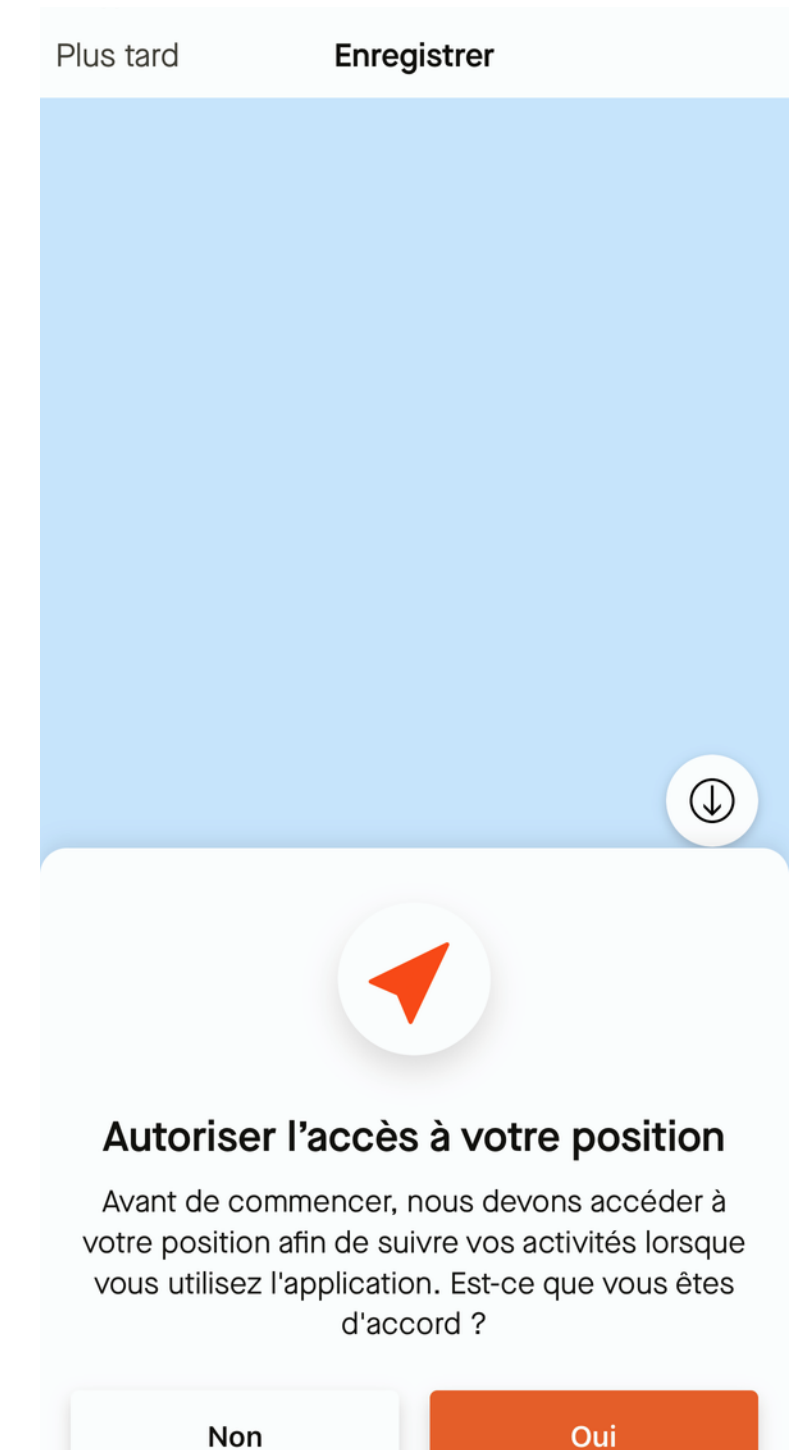 Plus tard Enregistrer
Autoriser l’accès à votre position
Avant de commencer, nous devons accéder à
votre position afin de suivre vos activités lorsque
vous utilisez l'application. Est-ce que vous êtes
d'accord ?
Non Oui